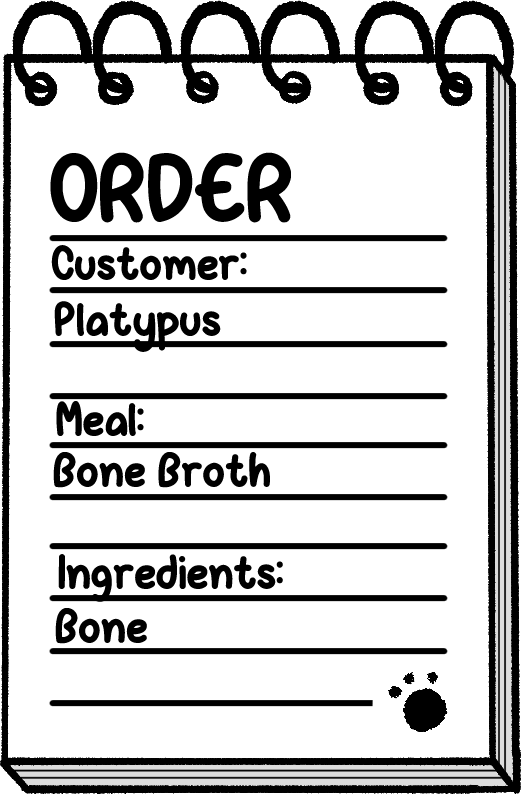 ORDER
Customer:
Platypus
Meal:
Bone Broth
Ingredients:
Bone